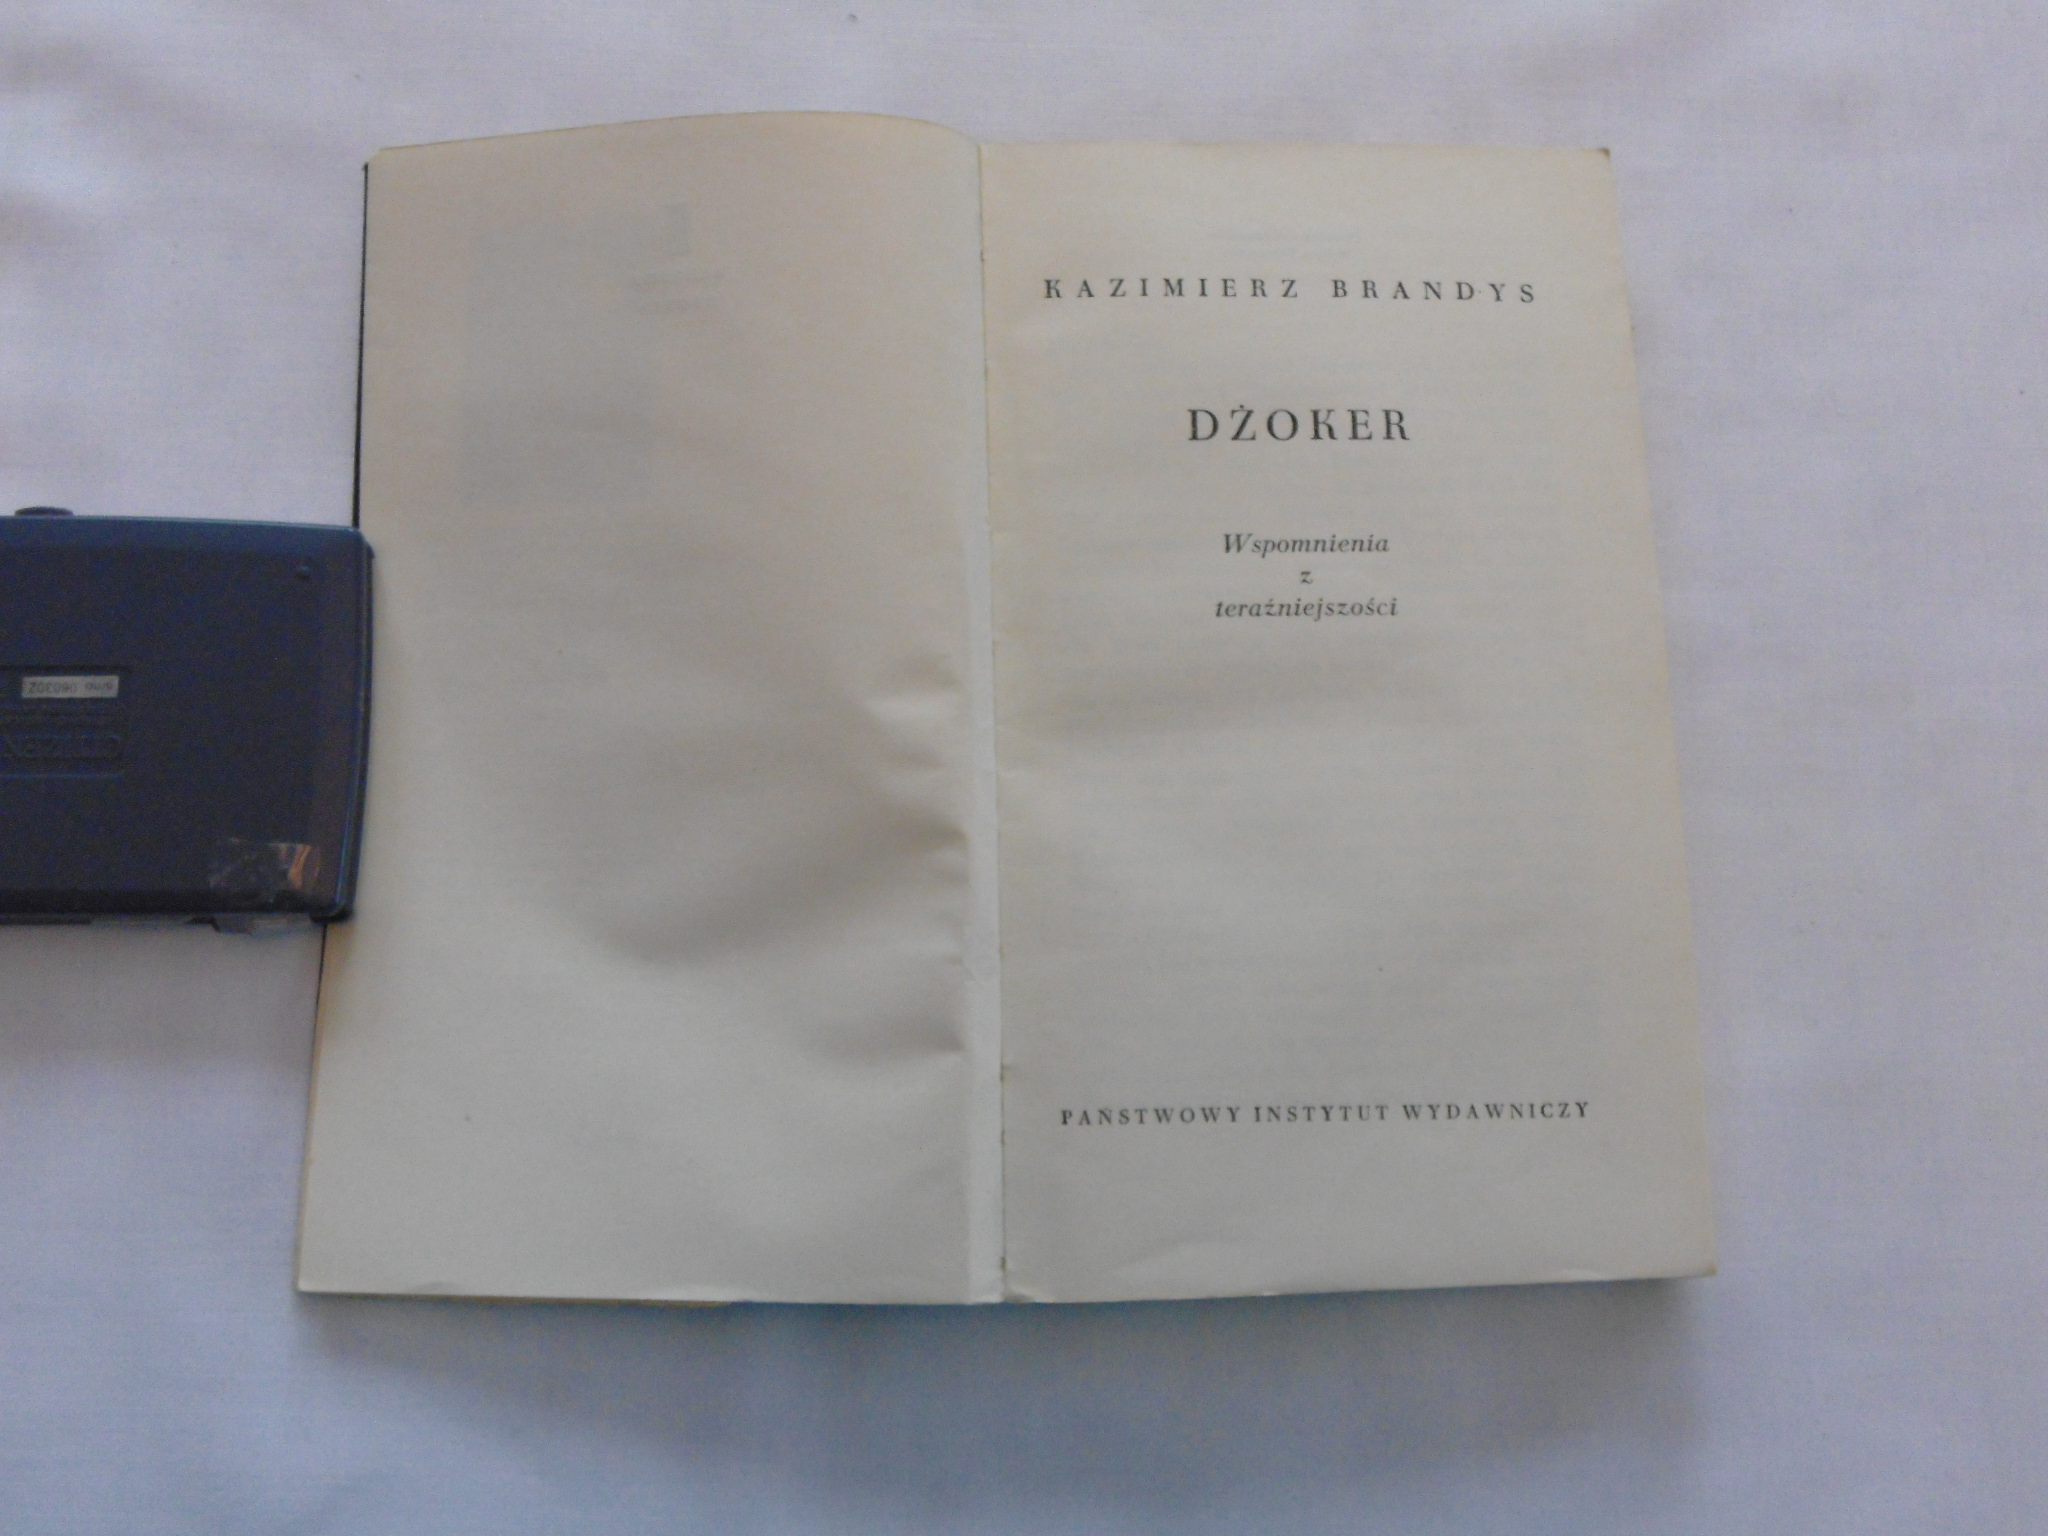 KAZIMIERZ BRANDYS
DŻOKER
Wspomnienia
z
teraźniejszości
PAŃSTWOWY INSTYTUT WYDAWNICZY